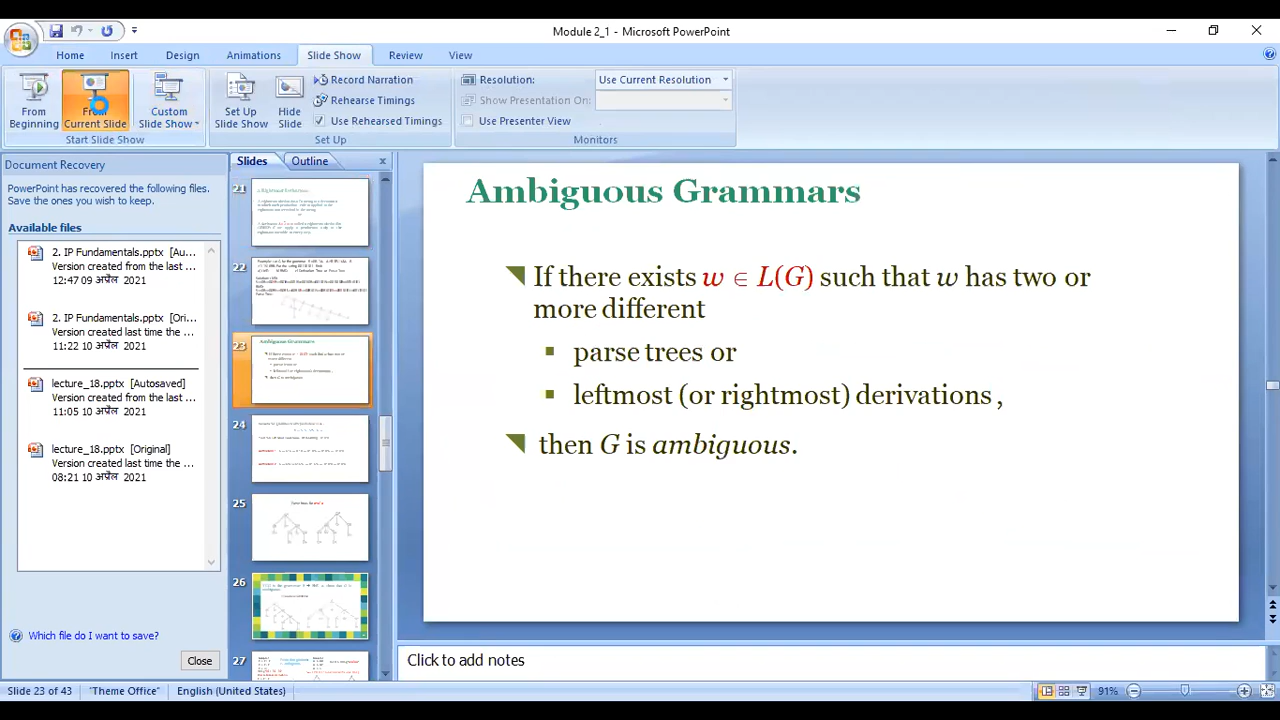 Module 2_1 - Microsoft PowerPoint
Home Insert Design Animations Slide Show Review View
From Beginning
From Current Slide
Custom Slide Show
Set Up Slide Show
Hide Slide
Record Narration
Rehearse Timings
Use Rehearsed Timings
Resolution: Use Current Resolution
Show Presentation On:
Use Presenter View
Start Slide Show Set Up Monitors
Document Recovery
PowerPoint has recovered the following files.
Save the ones you wish to keep.
Available files
2. IP Fundamentals.pptx [Au...
Version created from the last ...
12:47 09 अप्रैल 2021
2. IP Fundamentals.pptx [Ori...
Version created last time the ...
11:22 09 अप्रैल 2021
lecture_18.pptx [Autosaved]
Version created from the last ...
11:05 10 अप्रैल 2021
lecture_18.pptx [Original]
Version created last time the ...
08:21 10 अप्रैल 2021
Which file do I want to save?
Close
Slides Outline
21
22
23
Ambiguous Grammars
24
25
26
27
Ambiguous Grammars
If there exists w ∈ L(G) such that w has two or
more different
parse trees or
leftmost (or rightmost) derivations ,
then G is ambiguous.
Click to add notes
Slide 23 of 43 "Theme Office" English (United States) 91%